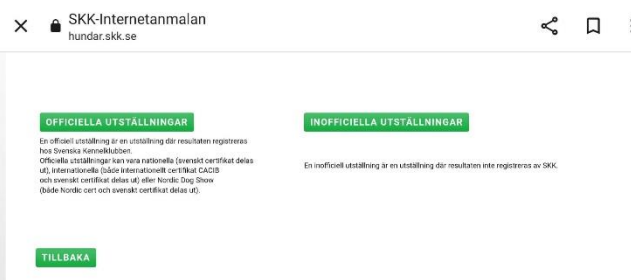 SKK-Internetanmalan
hundar.skk.se
OFFICIELLA UTSTÄLLNINGAR
En officiell utställning är en utställning där resultaten registreras
hos Svenska Kennelklubben.
Officiella utställningar kan vara nationella (svenskt certifikat delas
ut), internationella (både internationellt certifikat CACIB
och svenskt certifikat delas ut) eller Nordic Dog Show
(både Nordic cert och svenskt certifikat delas ut).
INOFFICIELLA UTSTÄLLNINGAR
En inofficiell utställning är en utställning där resultaten inte registreras av SKK.
TILLBAKA